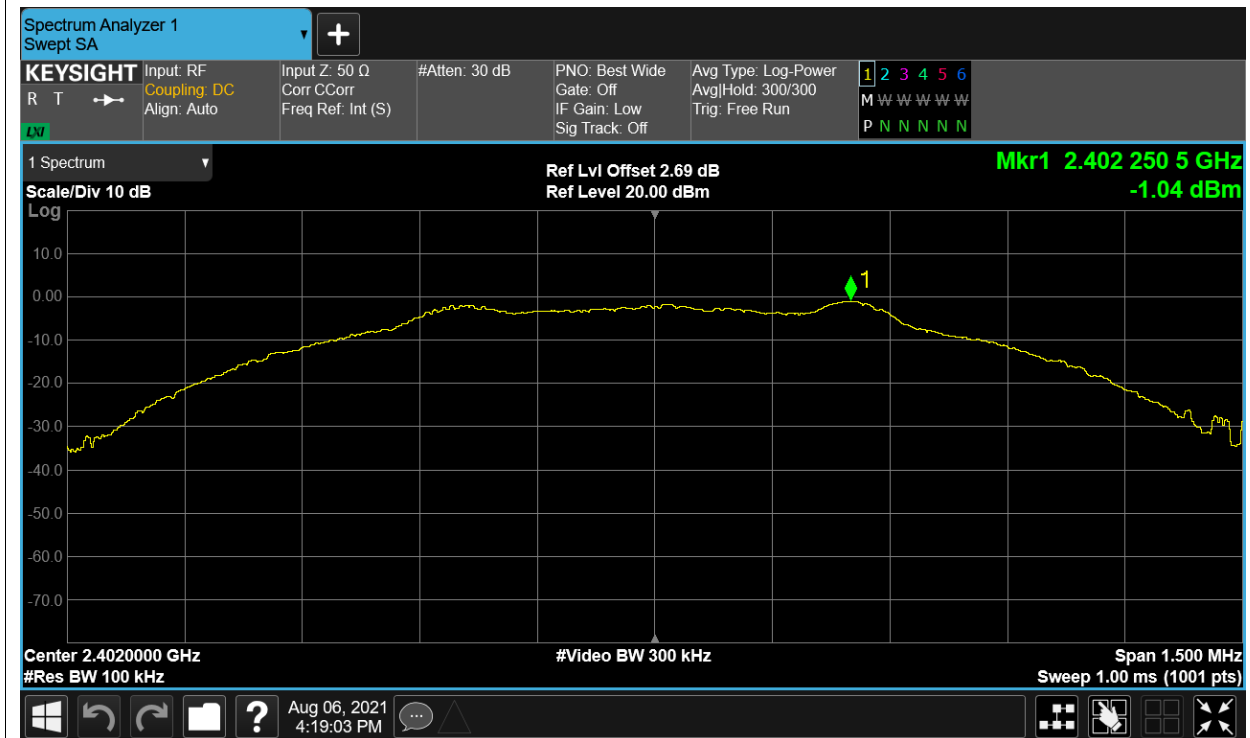 Spectrum Analyzer 1
Swept SA
KEYSIGHT
R T
LXI
Input: RF
Coupling: DC
Align: Auto
Input Z: 50 Ω
Corr CCorr
Freq Ref: Int (S)
#Atten: 30 dB
PNO: Best Wide
Gate: Off
IF Gain: Low
Sig Track: Off
Avg Type: Log-Power
Avg|Hold: 300/300
Trig: Free Run
1 2 3 4 5 6
M W W W W W
P N N N N N
1 Spectrum
Scale/Div 10 dB
Log
Ref Lvl Offset 2.69 dB
Ref Level 20.00 dBm
Mkr1 2.402 250 5 GHz
-1.04 dBm
10.0
0.00
-10.0
-20.0
-30.0
-40.0
-50.0
-60.0
-70.0
1
Center 2.4020000 GHz
#Res BW 100 kHz
#Video BW 300 kHz
Span 1.500 MHz
Sweep 1.00 ms (1001 pts)
?
Aug 06, 2021
4:19:03 PM